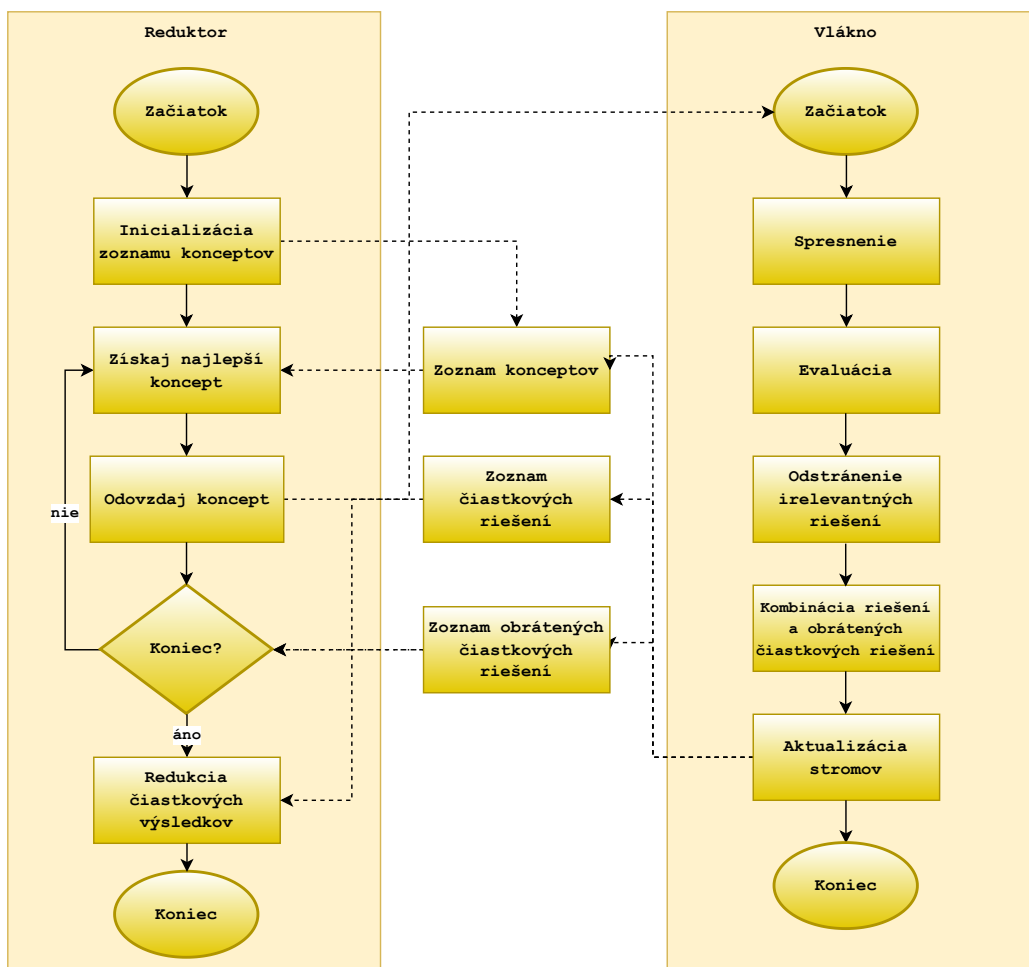 Reduktor
Začiatok
Inicializácia
zoznamu konceptov
Získaj najlepší
koncept
Odovzdaj koncept
nie
Koniec?
áno
Redukcia
čiastkových
výsledkov
Koniec
Zoznam konceptov
Zoznam
čiastkových
riešení
Zoznam obrátených
čiastkových
riešení
Vlákno
Začiatok
Spresnenie
Evaluácia
Odstránenie
irelevantných
riešení
Kombinácia riešení
a obrátených
čiastkových riešení
Aktualizácia
stromov
Koniec